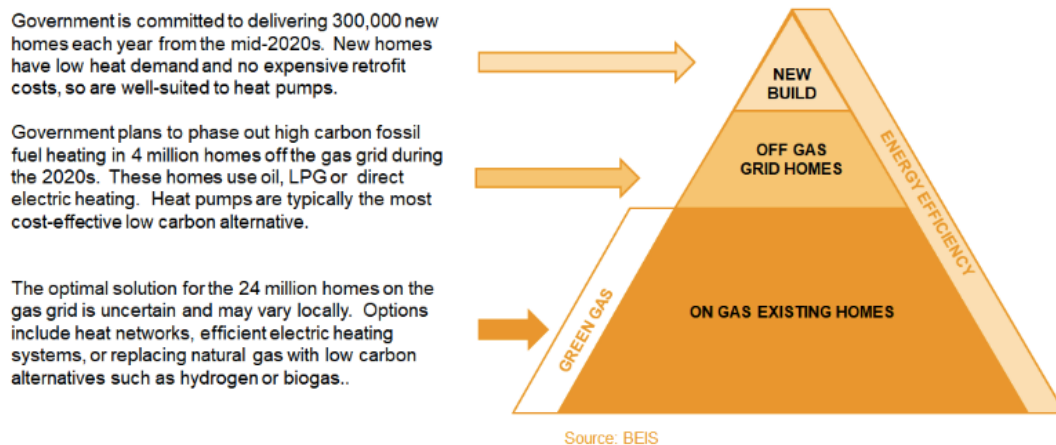 Government is committed to delivering 300,000 new
homes each year from the mid-2020s. New homes
have low heat demand and no expensive retrofit
costs, so are well-suited to heat pumps.
Government plans to phase out high carbon fossil
fuel heating in 4 million homes off the gas grid during
the 2020s. These homes use oil, LPG or direct
electric heating. Heat pumps are typically the most
cost-effective low carbon alternative.
The optimal solution for the 24 million homes on the
gas grid is uncertain and may vary locally. Options
include heat networks, efficient electric heating
systems, or replacing natural gas with low carbon
alternatives such as hydrogen or biogas..
NEW
BUILD
OFF GAS
GRID HOMES
ENERGY EFFICIENCY
ON GAS EXISTING HOMES
GREEN GAS
Source: BEIS